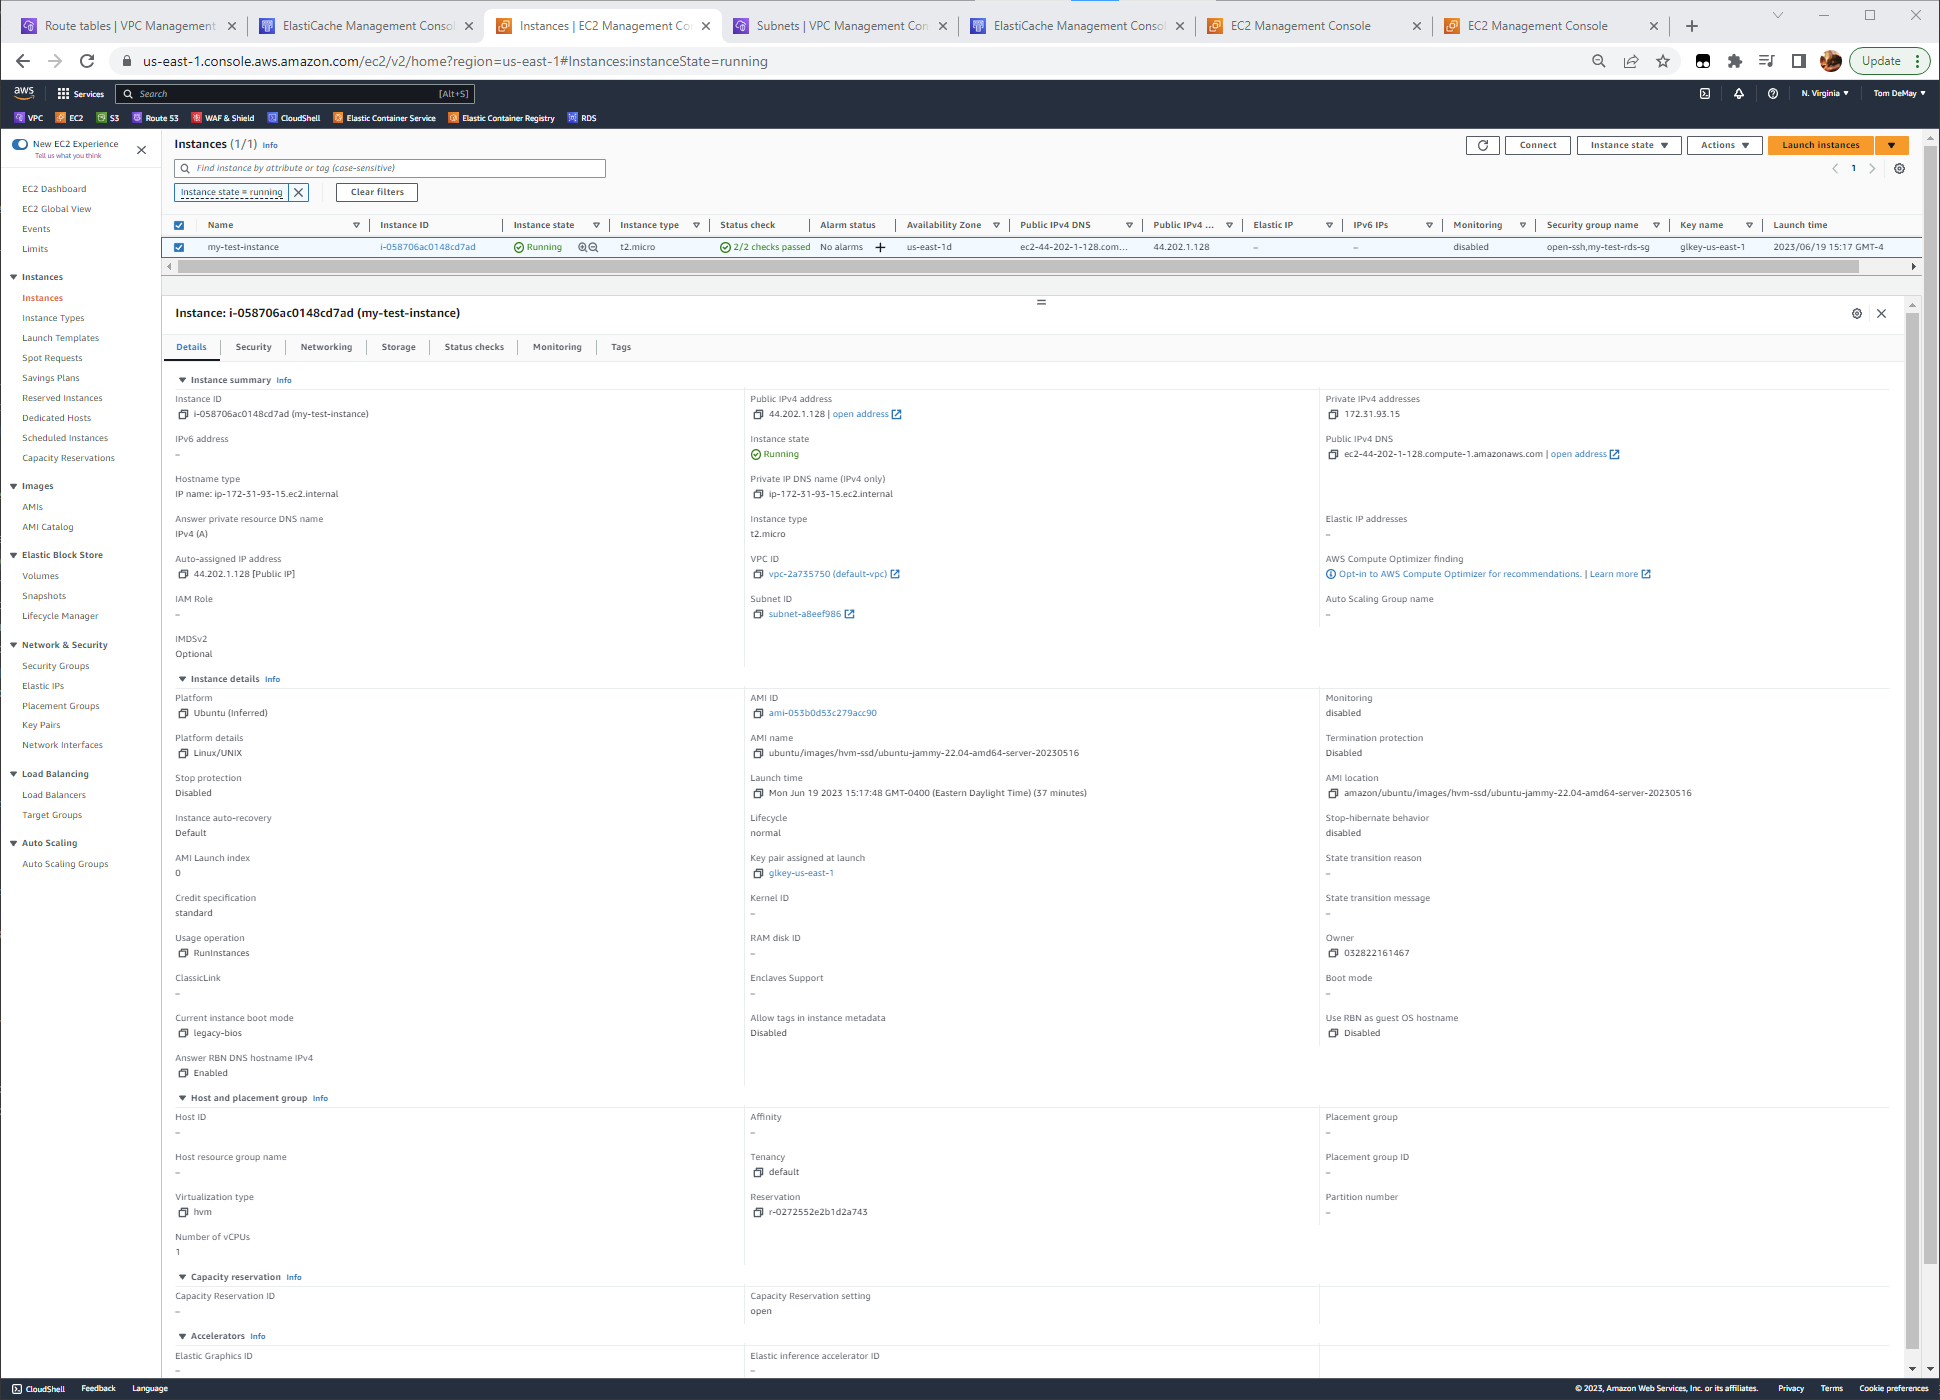 Route tables | VPC Management
ElastiCache Management Consol
Instances | EC2 Management Co
Subnets | VPC Management Con
ElastiCache Management Consol
EC2 Management Console
EC2 Management Console
us-east-1.console.aws.amazon.com/ec2/v2/home?region=us-east-1#Instances:instanceState=running
Update
aws
Services
Search
[Alt+S]
N. Virginia
Tom DeMay
VPC
EC2
S3
Route 53
WAF & Shield
CloudShell
Elastic Container Service
Elastic Container Registry
RDS
New EC2 Experience
Tell us what you think
EC2 Dashboard
EC2 Global View
Events
Limits
Instances
Instances
Instance Types
Launch Templates
Spot Requests
Savings Plans
Reserved Instances
Dedicated Hosts
Scheduled Instances
Capacity Reservations
Images
AMIs
AMI Catalog
Elastic Block Store
Volumes
Snapshots
Lifecycle Manager
Network & Security
Security Groups
Elastic IPs
Placement Groups
Key Pairs
Network Interfaces
Load Balancing
Load Balancers
Target Groups
Auto Scaling
Auto Scaling Groups
Instances (1/1) Info
Connect
Instance state
Actions
Launch instances
Find instance by attribute or tag (case-sensitive)
1
Instance state = running
Clear filters
Name Instance ID Instance state Instance type Status check Alarm status Availability Zone Public IPv4 DNS Public IPv4 ... Elastic IP IPv6 IPs Monitoring Security group name Key name Launch time
my-test-instance i-058706ac0148cd7ad Running t2.micro 2/2 checks passed No alarms us-east-1d ec2-44-202-1-128.com... 44.202.1.128 – – disabled open-ssh,my-test-rds-sg glkey-us-east-1 2023/06/19 15:17 GMT-4
Instance: i-058706ac0148cd7ad (my-test-instance)
Details Security Networking Storage Status checks Monitoring Tags
Instance summary Info
Instance ID
i-058706ac0148cd7ad (my-test-instance)
Public IPv4 address
44.202.1.128 | open address
Private IPv4 addresses
172.31.93.15
IPv6 address
–
Instance state
Running
Public IPv4 DNS
ec2-44-202-1-128.compute-1.amazonaws.com | open address
Hostname type
IP name: ip-172-31-93-15.ec2.internal
Private IP DNS name (IPv4 only)
ip-172-31-93-15.ec2.internal
Answer private resource DNS name
IPv4 (A)
Instance type
t2.micro
Elastic IP addresses
–
Auto-assigned IP address
44.202.1.128 [Public IP]
VPC ID
vpc-2a735750 (default-vpc)
AWS Compute Optimizer finding
Opt-in to AWS Compute Optimizer for recommendations. | Learn more
IAM Role
–
Subnet ID
subnet-a8eef986
Auto Scaling Group name
–
IMDSv2
Optional
Instance details Info
Platform
Ubuntu (Inferred)
AMI ID
ami-053b0d53c279acc90
Monitoring
disabled
Platform details
Linux/UNIX
AMI name
ubuntu/images/hvm-ssd/ubuntu-jammy-22.04-amd64-server-20230516
Termination protection
Disabled
Stop protection
Disabled
Launch time
Mon Jun 19 2023 15:17:48 GMT-0400 (Eastern Daylight Time) (37 minutes)
AMI location
amazon/ubuntu/images/hvm-ssd/ubuntu-jammy-22.04-amd64-server-20230516
Instance auto-recovery
Default
Lifecycle
normal
Stop-hibernate behavior
disabled
AMI Launch index
0
Key pair assigned at launch
glkey-us-east-1
State transition reason
–
Credit specification
standard
Kernel ID
–
State transition message
–
Usage operation
RunInstances
RAM disk ID
–
Owner
032822161467
ClassicLink
–
Enclaves Support
–
Boot mode
–
Current instance boot mode
legacy-bios
Allow tags in instance metadata
Disabled
Use RBN as guest OS hostname
Disabled
Answer RBN DNS hostname IPv4
Enabled
Host and placement group Info
Host ID
–
Affinity
–
Placement group
–
Host resource group name
–
Tenancy
default
Placement group ID
–
Virtualization type
hvm
Reservation
r-0272552e2b1d2a743
Partition number
–
Number of vCPUs
1
Capacity reservation Info
Capacity Reservation ID
–
Capacity Reservation setting
open
Accelerators Info
Elastic Graphics ID
–
Elastic inference accelerator ID
–
CloudShell Feedback Language
© 2023, Amazon Web Services, Inc. or its affiliates. Privacy Terms Cookie preferences